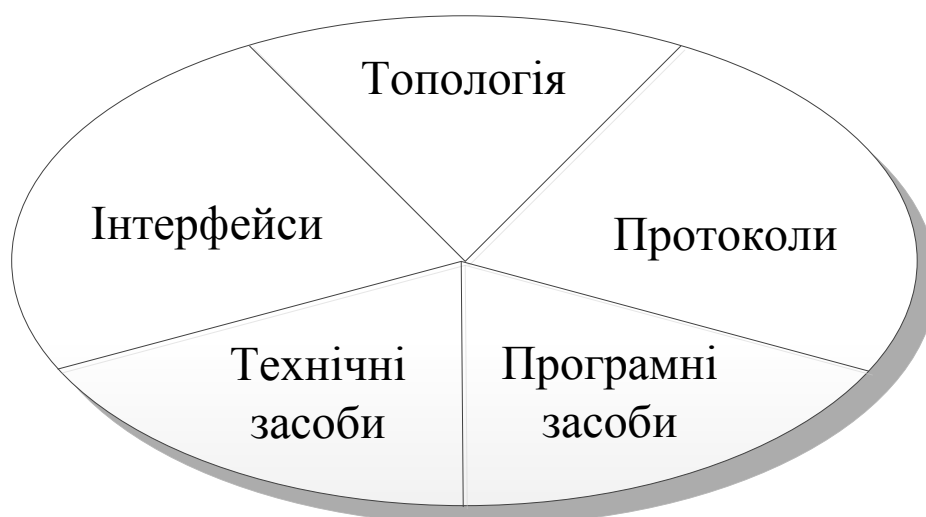 Топологія
Інтерфейси
Протоколи
Технічні
засоби
Програмні
засоби